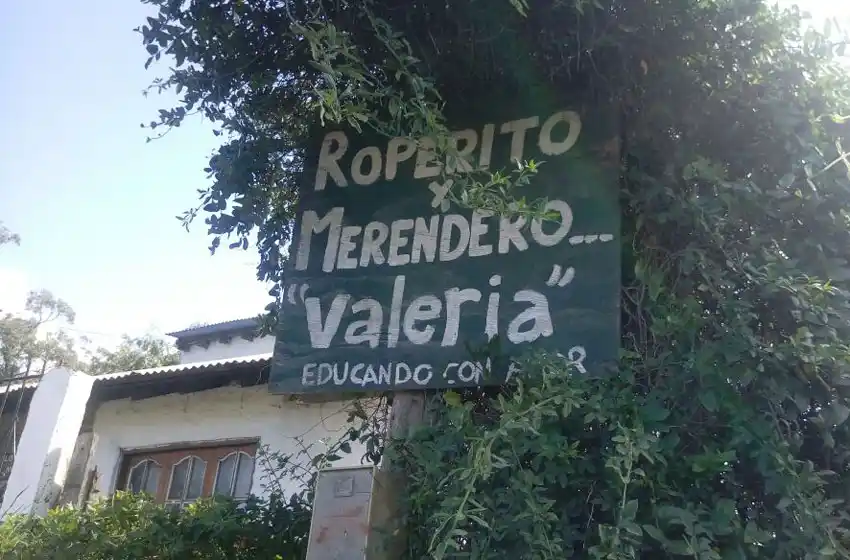 ROPERITO
x
MERENDERO...
"Valeria"
EDUCANDO CON